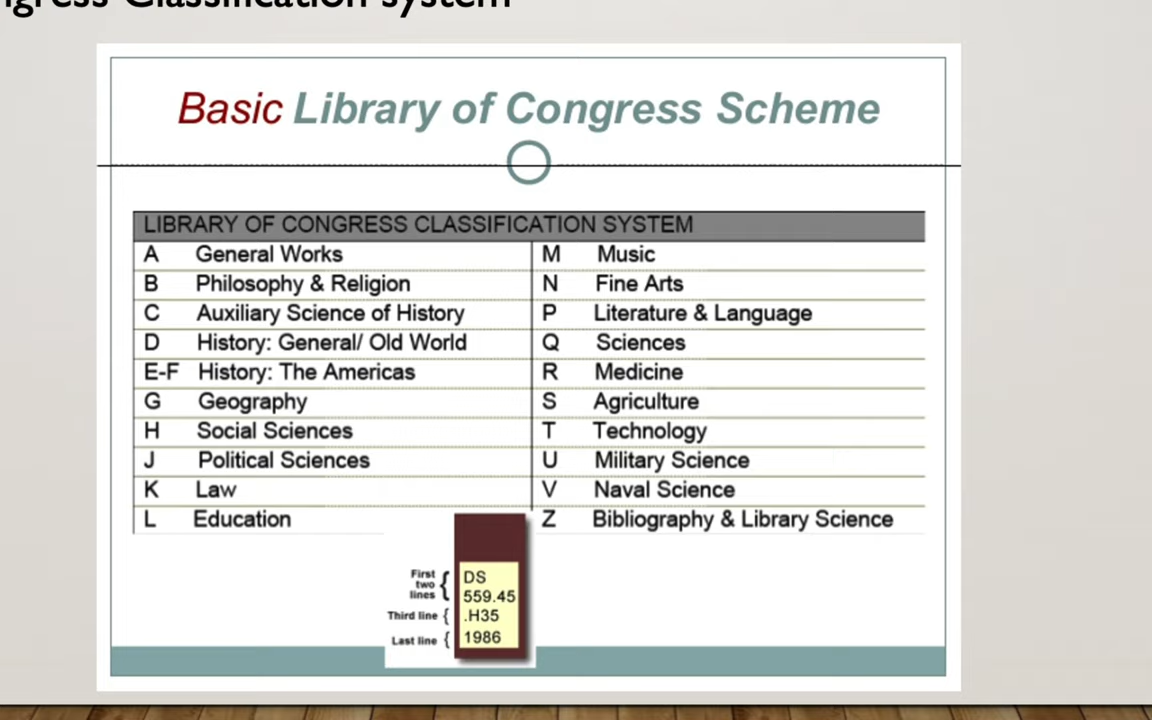 ngress Classification system
Basic Library of Congress Scheme
LIBRARY OF CONGRESS CLASSIFICATION SYSTEM
A General Works M Music
B Philosophy & Religion N Fine Arts
C Auxiliary Science of History P Literature & Language
D History: General/ Old World Q Sciences
E-F History: The Americas R Medicine
G Geography S Agriculture
H Social Sciences T Technology
J Political Sciences U Military Science
K Law V Naval Science
L Education Z Bibliography & Library Science
First two lines { DS
559.45
Third line { .H35
Last line { 1986